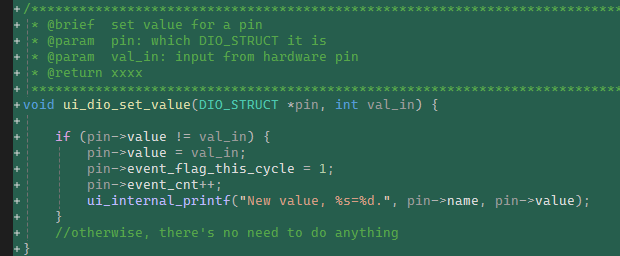 +/**************************************************************************
+ * @brief  set value for a pin
+ * @param  pin: which DIO_STRUCT it is
+ * @param  val_in: input from hardware pin
+ * @return xxxx
+ **************************************************************************
+void ui_dio_set_value(DIO_STRUCT *pin, int val_in) {
+
+    if (pin->value != val_in) {
+        pin->value = val_in;
+        pin->event_flag_this_cycle = 1;
+        pin->event_cnt++;
+        ui_internal_printf("New value, %s=%d.", pin->name, pin->value);
+    }
+    //otherwise, there's no need to do anything
+}